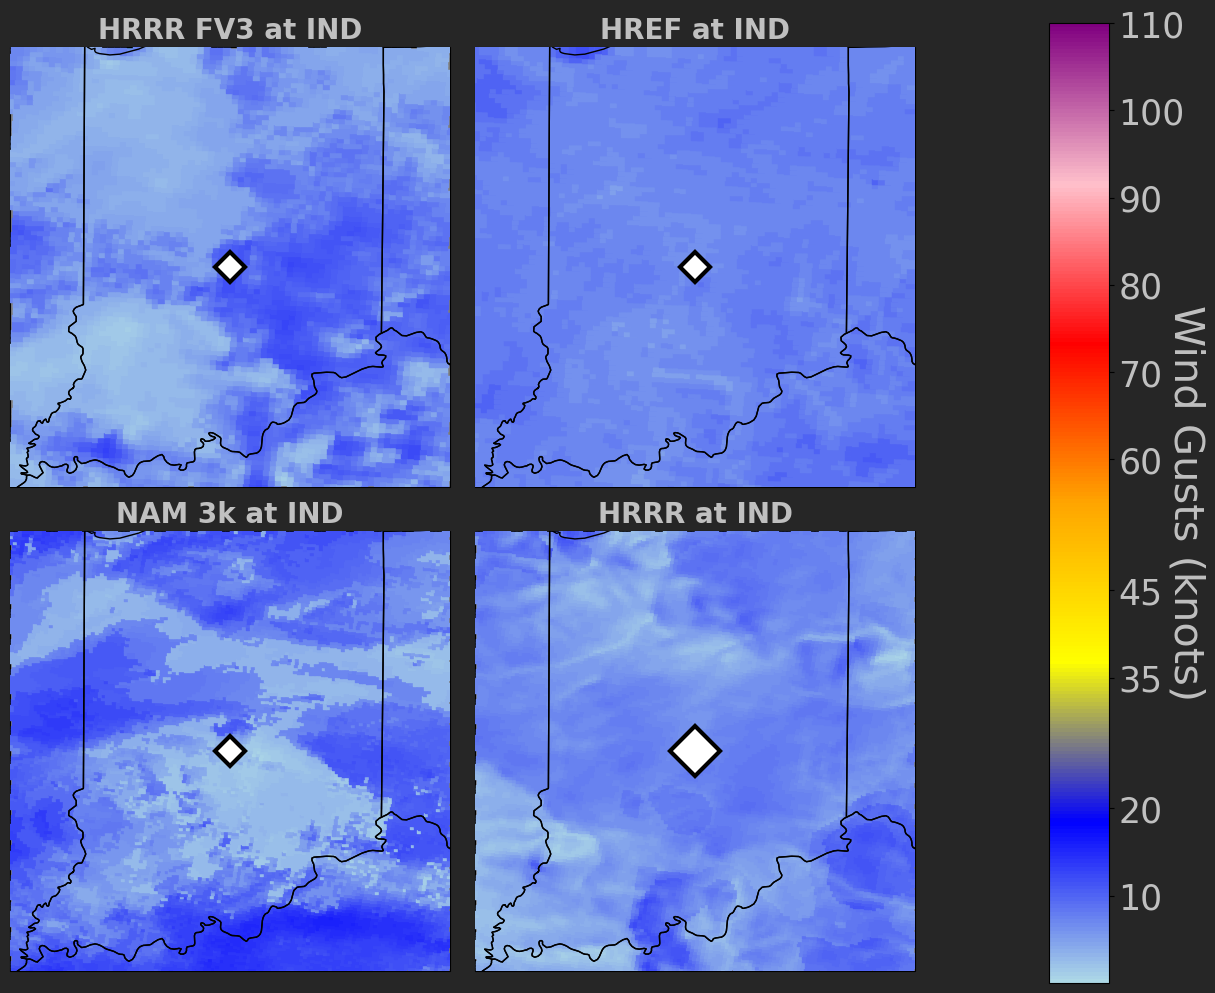 HRRR FV3 at IND
HREF at IND
NAM 3k at IND
HRRR at IND
110
100
90
80
70
60
45
35
20
10
Wind Gusts (knots)